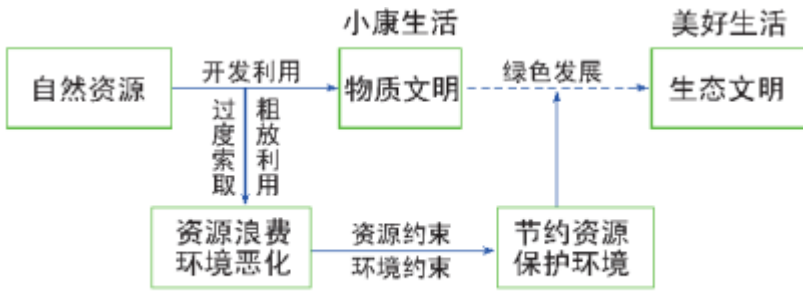 小康生活
美好生活
自然资源
开发利用
物质文明
绿色发展
生态文明
过度索取
粗放利用
资源浪费
环境恶化
资源约束
环境约束
节约资源
保护环境